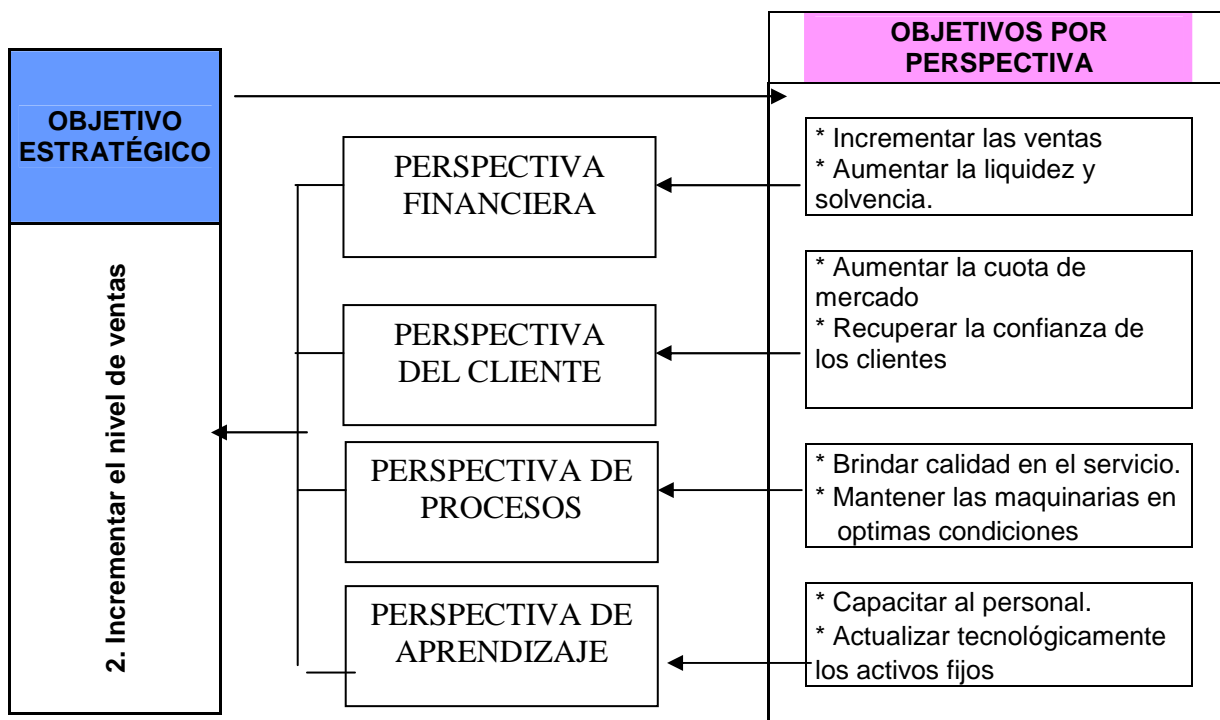 OBJETIVOS POR
PERSPECTIVA
OBJETIVO
ESTRATÉGICO
2. Incrementar el nivel de ventas
PERSPECTIVA
FINANCIERA
* Incrementar las ventas
* Aumentar la liquidez y
solvencia.
PERSPECTIVA
DEL CLIENTE
* Aumentar la cuota de
mercado
* Recuperar la confianza de
los clientes
PERSPECTIVA DE
PROCESOS
* Brindar calidad en el servicio.
* Mantener las maquinarias en
optimas condiciones
PERSPECTIVA DE
APRENDIZAJE
* Capacitar al personal.
* Actualizar tecnológicamente
los activos fijos